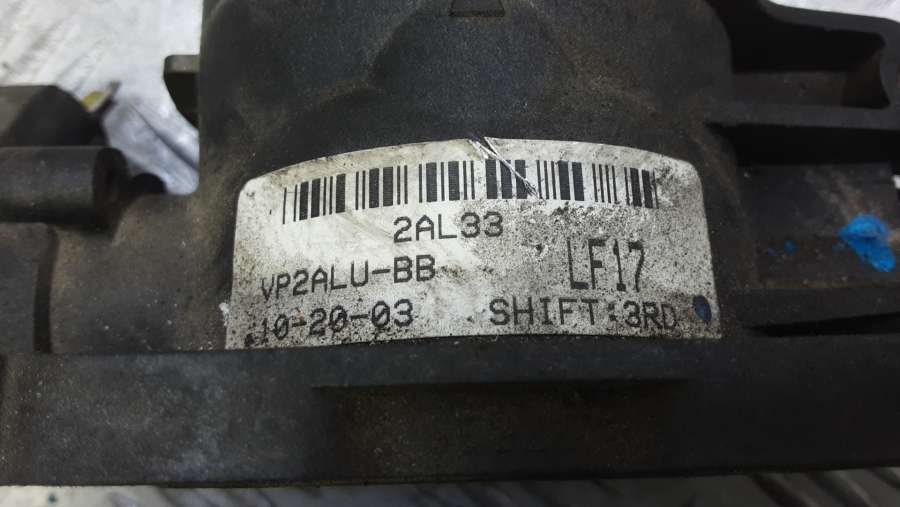 2AL33
VP2ALU-BB LF17
10-20-03 SHIFT:3RD